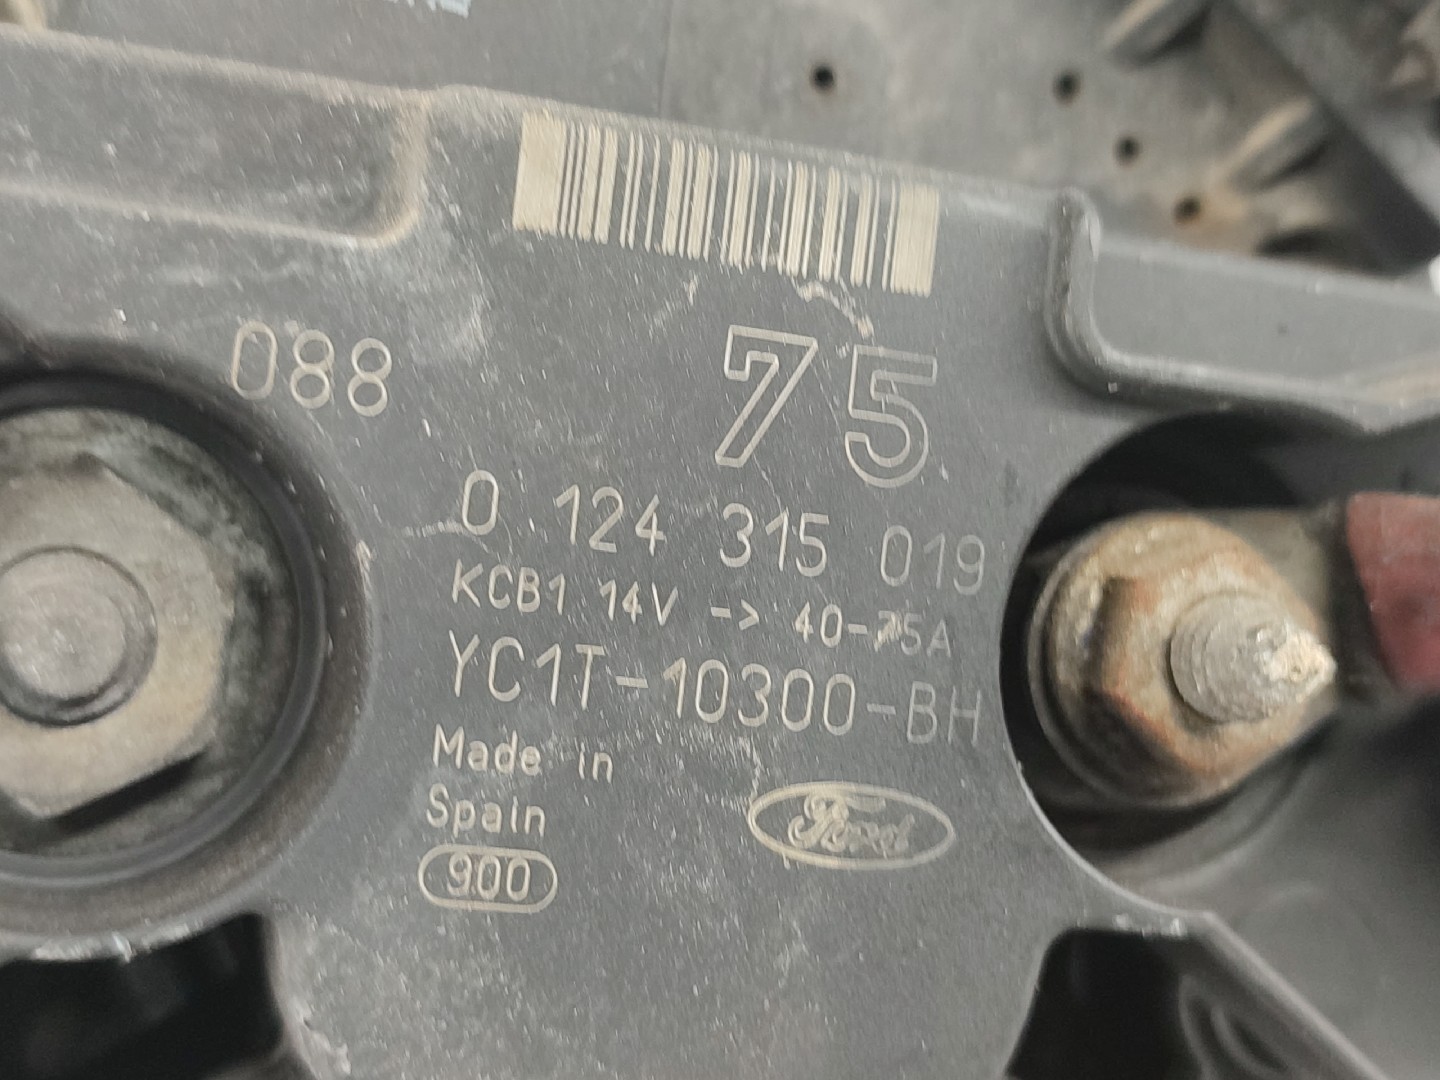 088
75
0 124 315 019
KCB1 14V -> 40-75A
YC1T-10300-BH
Made in
Spain
Ford
900